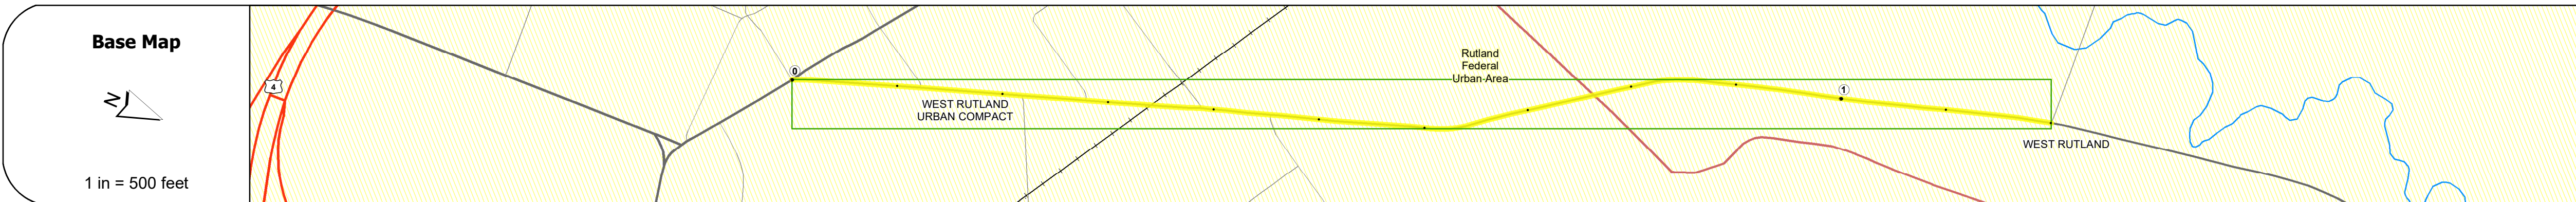 Base Map
N
1 in = 500 feet
4
0
WEST RUTLAND
URBAN COMPACT
Rutland
Federal
Urban Area
1
WEST RUTLAND